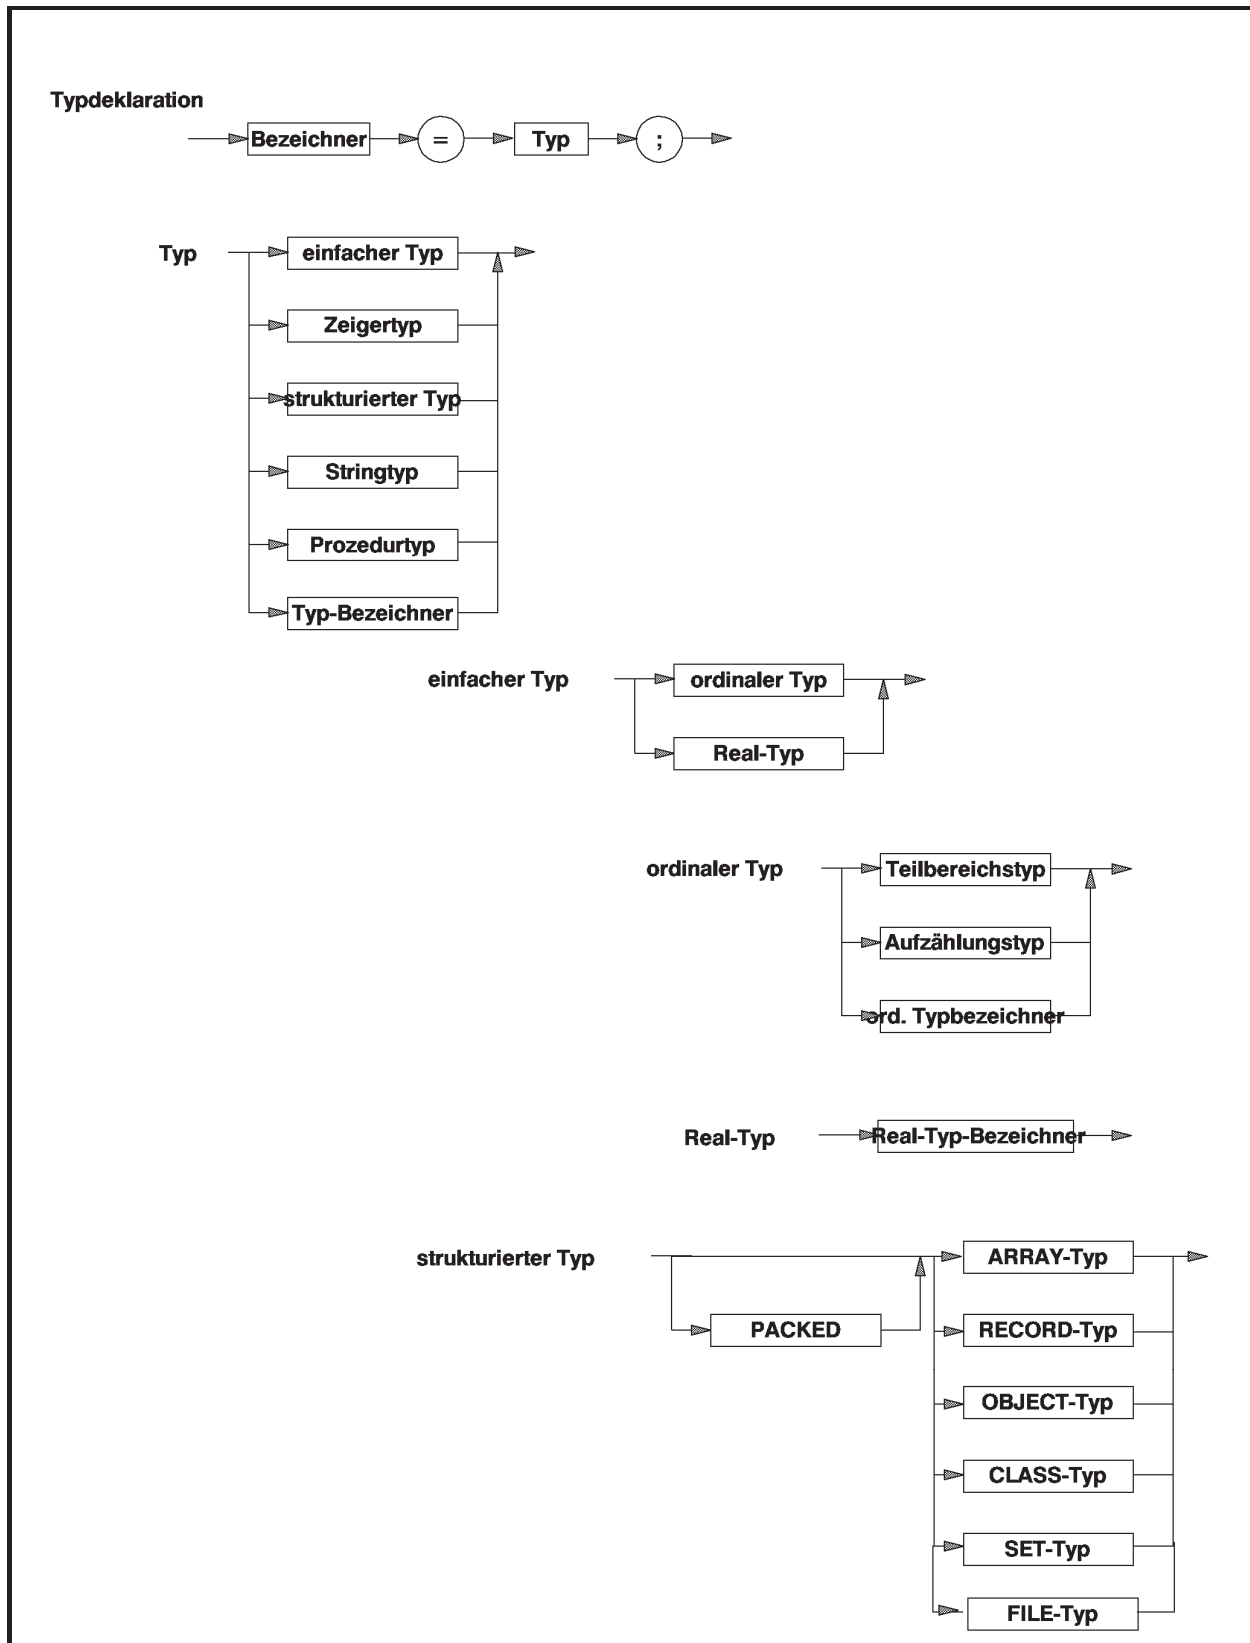 Typdeklaration
Bezeichner = Typ ;
Typ einfacher Typ
Zeigertyp
strukturierter Typ
Stringtyp
Prozedurtyp
Typ-Bezeichner
einfacher Typ ordinaler Typ
Real-Typ
ordinaler Typ Teilbereichstyp
Aufzählungstyp
ord. Typbezeichner
Real-Typ Real-Typ-Bezeichner
strukturierter Typ ARRAY-Typ
PACKED RECORD-Typ
OBJECT-Typ
CLASS-Typ
SET-Typ
FILE-Typ